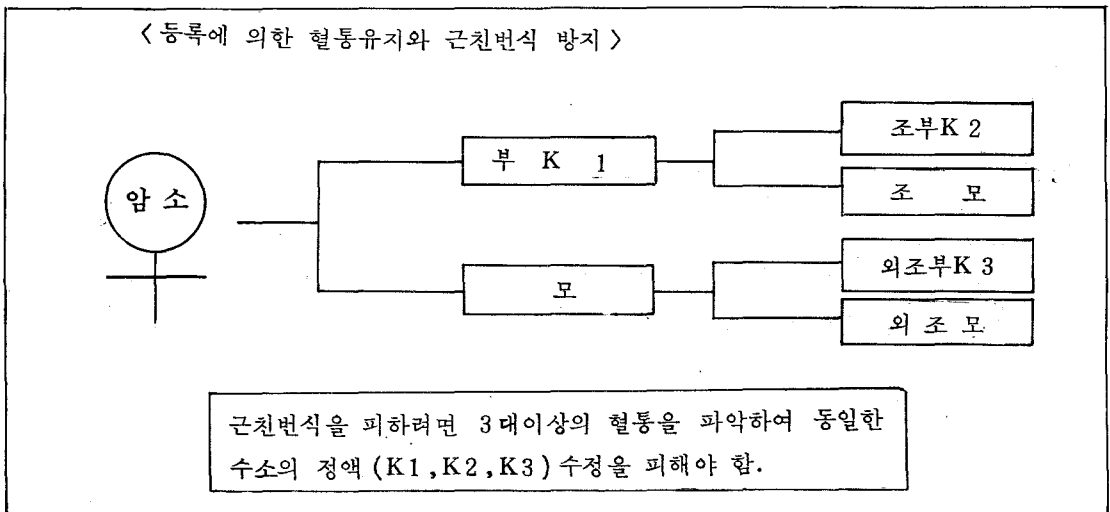 〈등록에 의한 혈통유지와 근친번식 방지〉
조부K 2
부 K 1
조 모
암 소
외조부K 3
모
외 조 모
근친번식을 피하려면 3대이상의 혈통을 파악하여 동일한
수소의 정액 (K1,K2,K3) 수정을 피해야 함.